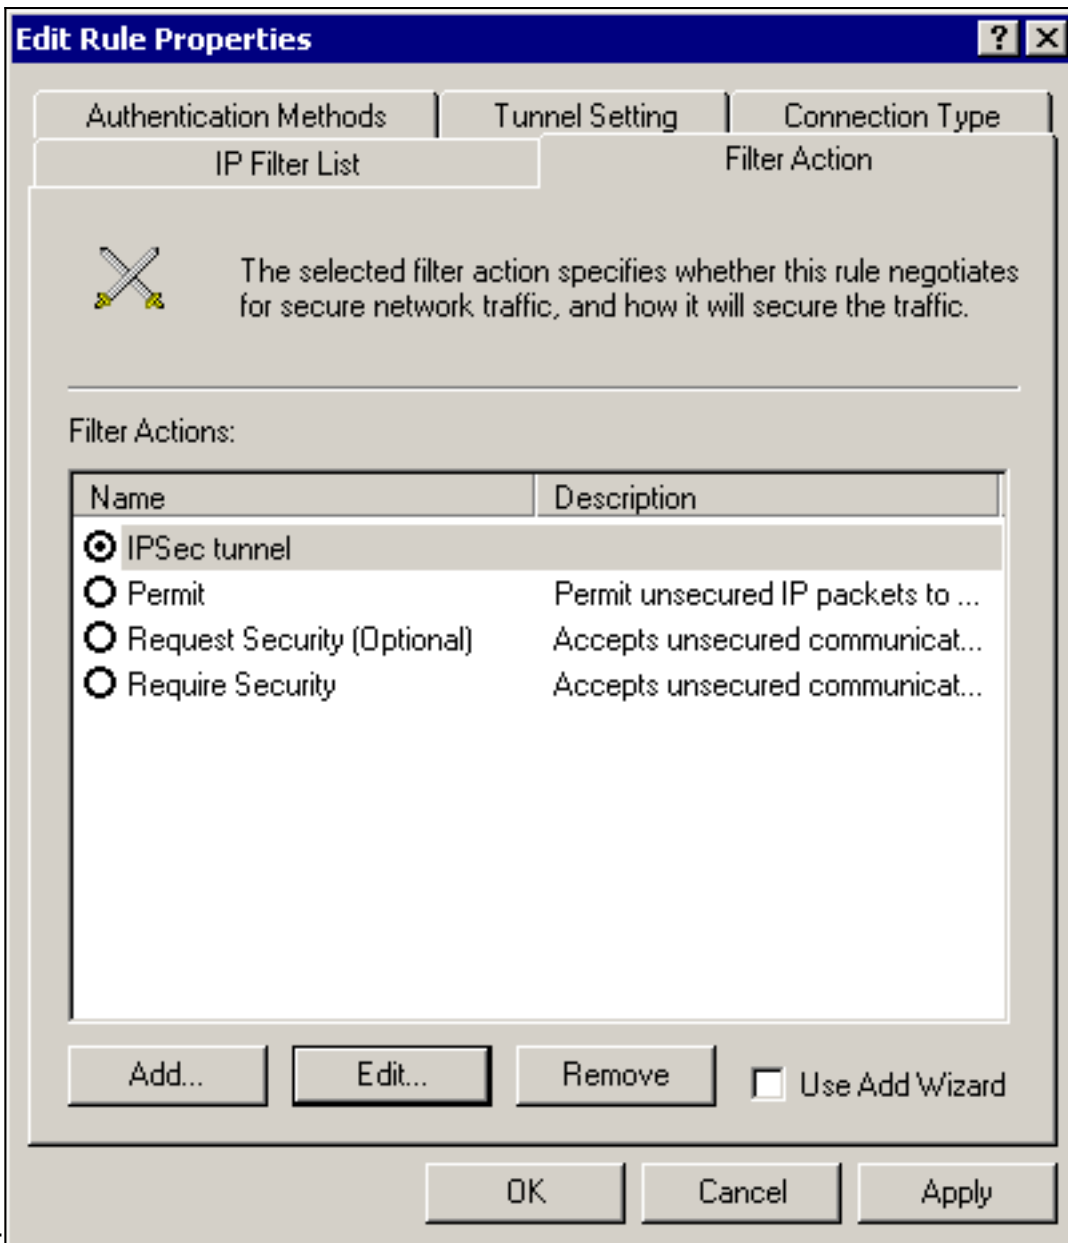 Edit Rule Properties
Authentication Methods Tunnel Setting Connection Type
IP Filter List Filter Action
The selected filter action specifies whether this rule negotiates
for secure network traffic, and how it will secure the traffic.
Filter Actions:
Name Description
IPSec tunnel
Permit Permit unsecured IP packets to ...
Request Security (Optional) Accepts unsecured communicat...
Require Security Accepts unsecured communicat...
Add... Edit... Remove Use Add Wizard
OK Cancel Apply